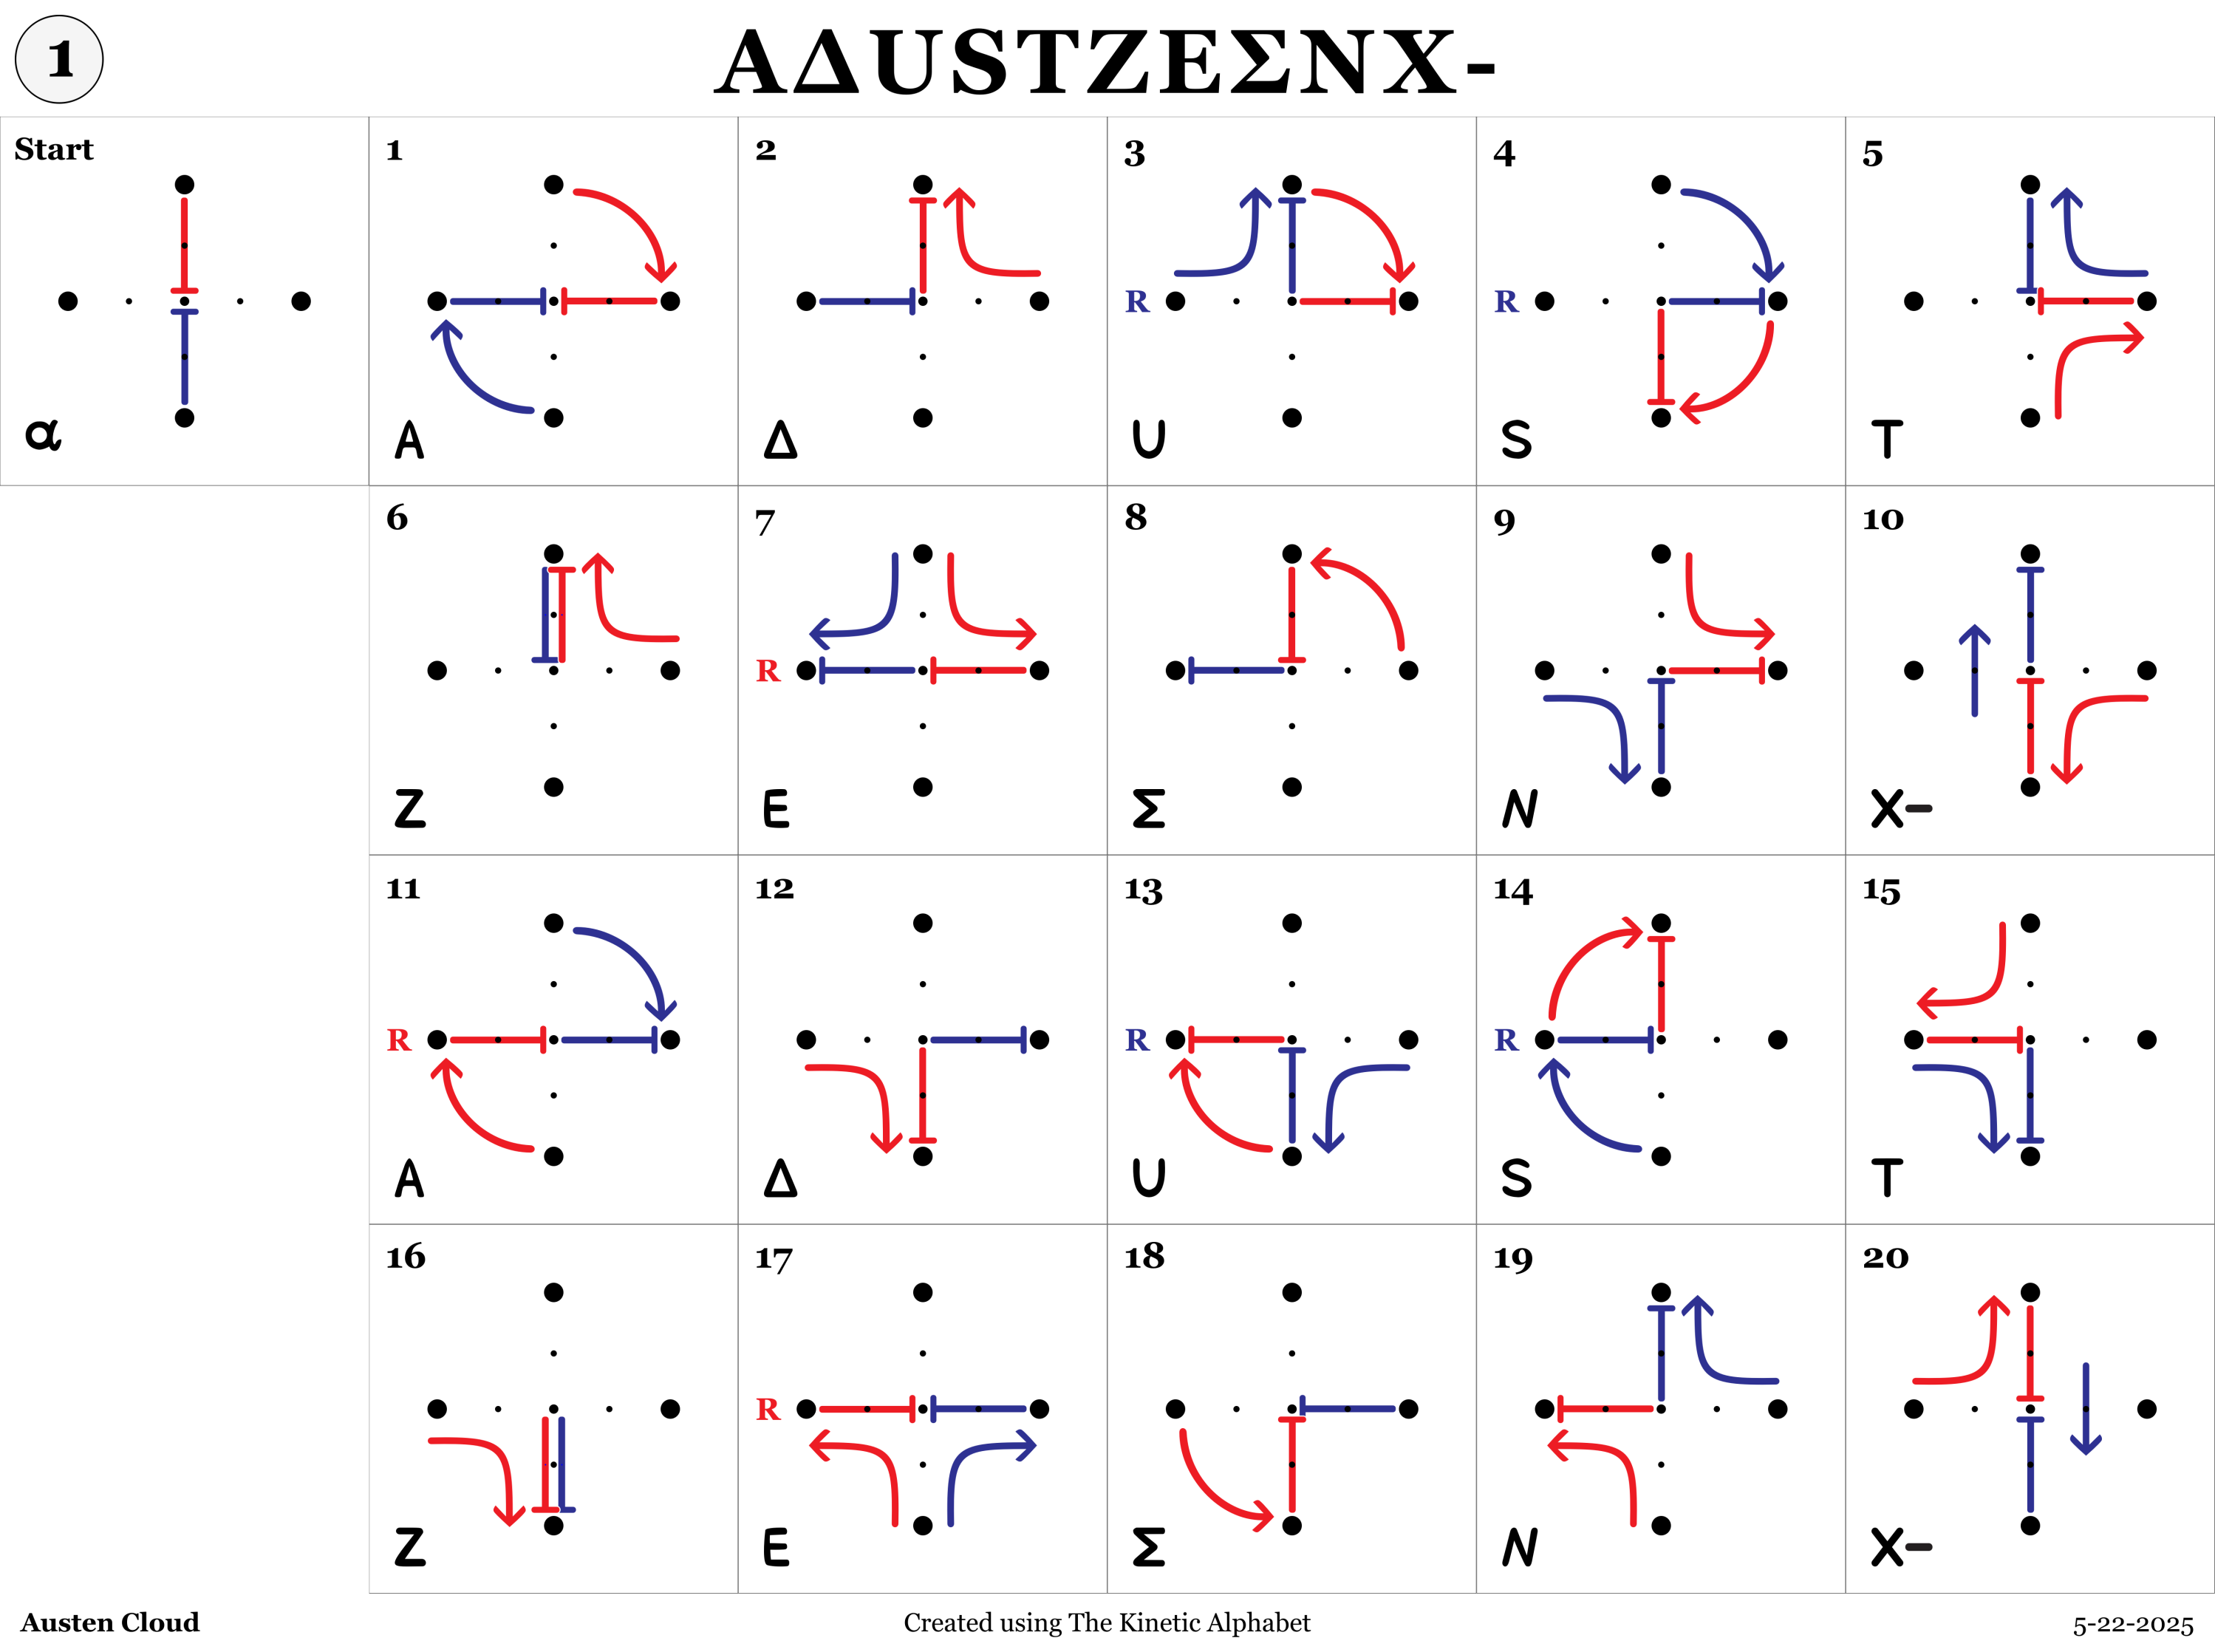 1
AΔUSTZEΣNX-
Start
α
1
A
2
Δ
3
R
U
4
R
S
5
T
6
Z
7
R
E
8
Σ
9
N
10
X-
11
R
A
12
Δ
13
R
U
14
R
S
15
T
16
Z
17
R
E
18
Σ
19
N
20
X-
Austen Cloud
Created using The Kinetic Alphabet
5-22-2025